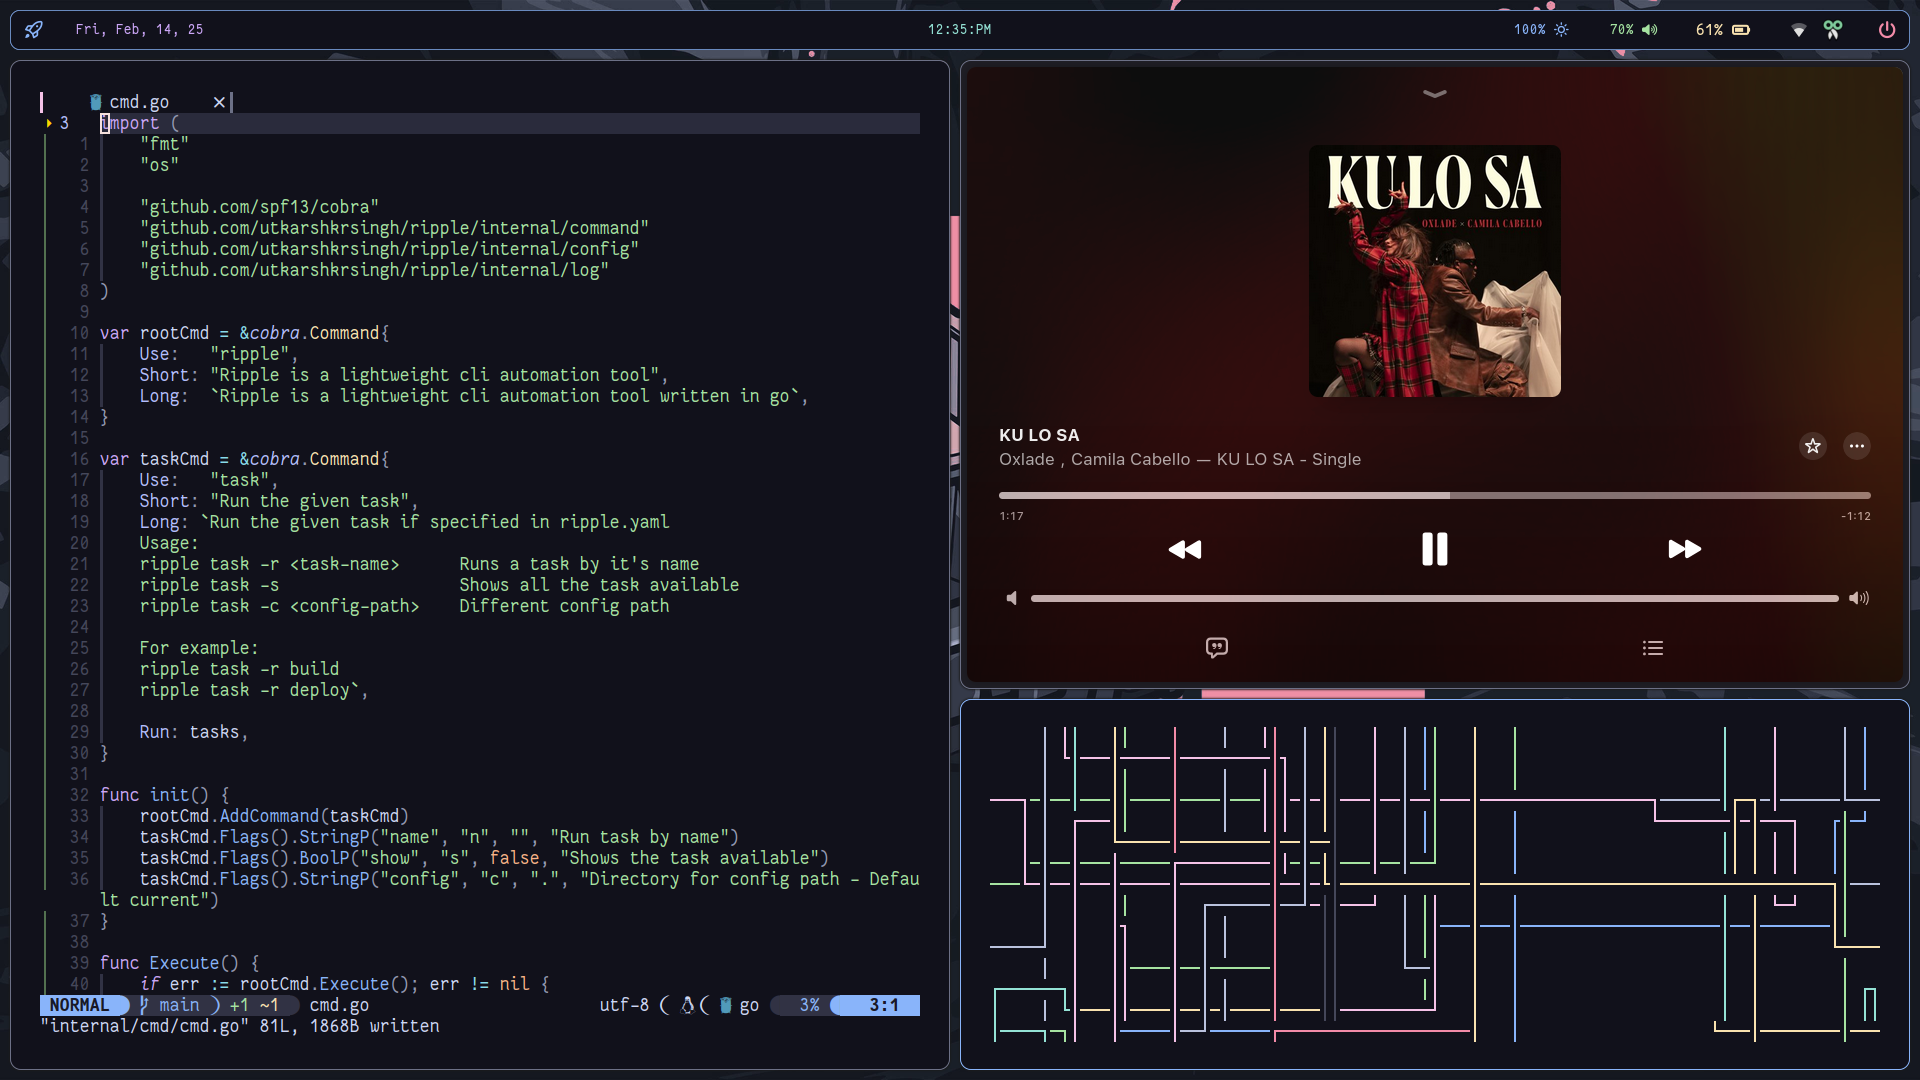 Fri, Feb, 14, 25
12:35:PM
100%
70%
61%
cmd.go ×
3 import (
1 "fmt"
2 "os"
3
4 "github.com/spf13/cobra"
5 "github.com/utkarshkrsingh/ripple/internal/command"
6 "github.com/utkarshkrsingh/ripple/internal/config"
7 "github.com/utkarshkrsingh/ripple/internal/log"
8 )
9
10 var rootCmd = &cobra.Command{
11 Use: "ripple",
12 Short: "Ripple is a lightweight cli automation tool",
13 Long: `Ripple is a lightweight cli automation tool written in go`,
14 }
15
16 var taskCmd = &cobra.Command{
17 Use: "task",
18 Short: "Run the given task",
19 Long: `Run the given task if specified in ripple.yaml
20 Usage:
21 ripple task -r <task-name> Runs a task by it's name
22 ripple task -s Shows all the task available
23 ripple task -c <config-path> Different config path
24
25 For example:
26 ripple task -r build
27 ripple task -r deploy`,
28
29 Run: tasks,
30 }
31
32 func init() {
33 rootCmd.AddCommand(taskCmd)
34 taskCmd.Flags().StringP("name", "n", "", "Run task by name")
35 taskCmd.Flags().BoolP("show", "s", false, "Shows the task available")
36 taskCmd.Flags().StringP("config", "c", ".", "Directory for config path - Defau
lt current")
37 }
38
39 func Execute() {
40 if err := rootCmd.Execute(); err != nil {
NORMAL main ) +1 ~1 cmd.go utf-8 ( ( go 3% 3:1
"internal/cmd/cmd.go" 81L, 1868B written
KU LO SA
OXLADE × CAMILA CABELLO
KU LO SA
Oxlade , Camila Cabello — KU LO SA - Single
1:17
-1:12